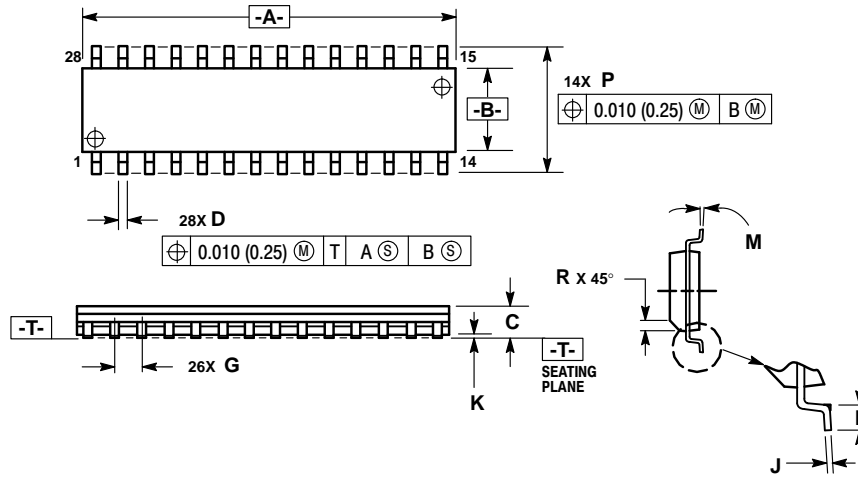 -A-
28
15
14X P
-B-
⌖ 0.010 (0.25) Ⓜ B Ⓜ
1
14
28X D
⌖ 0.010 (0.25) Ⓜ T A Ⓢ B Ⓢ
M
R X 45°
-T-
C
26X G
-T-
SEATING
PLANE
K
J